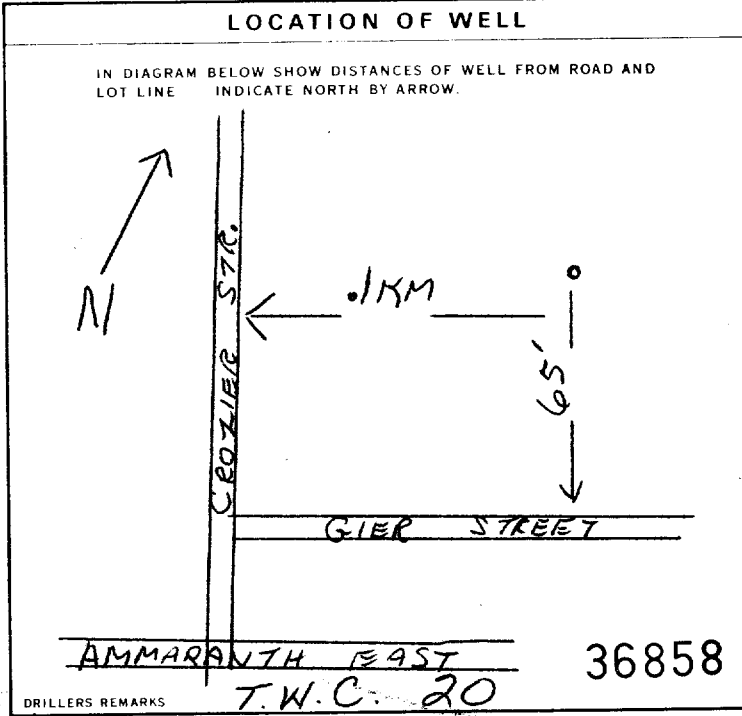 LOCATION OF WELL
IN DIAGRAM BELOW SHOW DISTANCES OF WELL FROM ROAD AND
LOT LINE INDICATE NORTH BY ARROW.
N
CROZIER STR.
.1KM
65'
GIER STREET
AMMARANTH EAST
36858
DRILLERS REMARKS T.W.C. 20